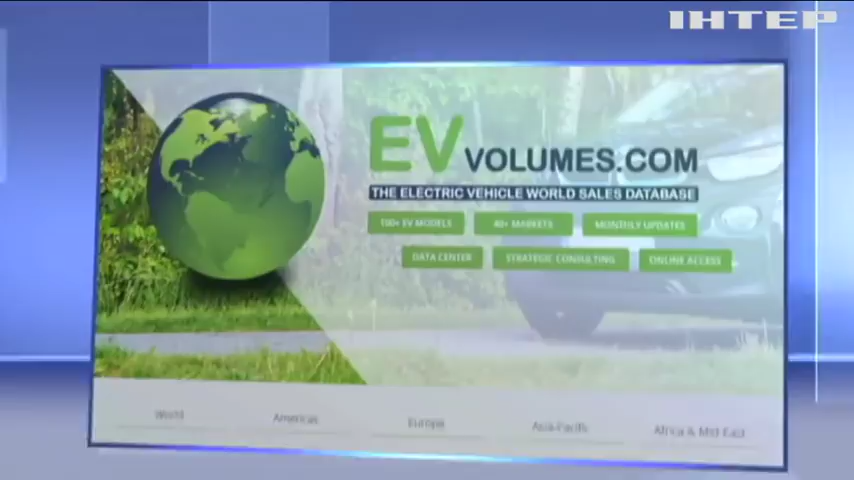 ІНТЕР
EV VOLUMES.COM
THE ELECTRIC VEHICLE WORLD SALES DATABASE
100+ EV MODELS 40+ MARKETS MONTHLY UPDATES
DATA CENTER STRATEGIC CONSULTING ONLINE ACCESS
World Americas Europe Asia-Pacific Africa & Mid East